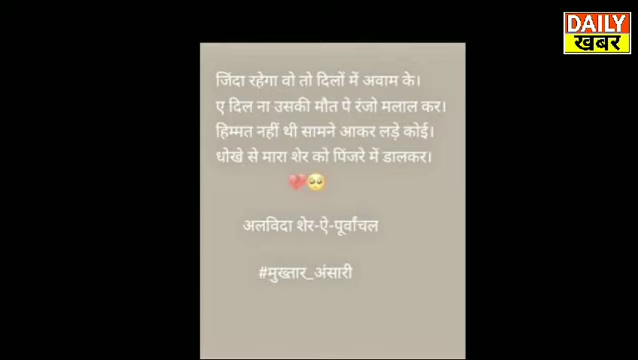 DAILY
खबर
जिंदा रहेगा वो तो दिलों में अवाम के।
ए दिल ना उसकी मौत पे रंजो मलाल कर।
हिम्मत नहीं थी सामने आकर लड़े कोई।
धोखे से मारा शेर को पिंजरे में डालकर।
💔🥺
अलविदा शेर-ऐ-पूर्वांचल
#मुख्तार_अंसारी